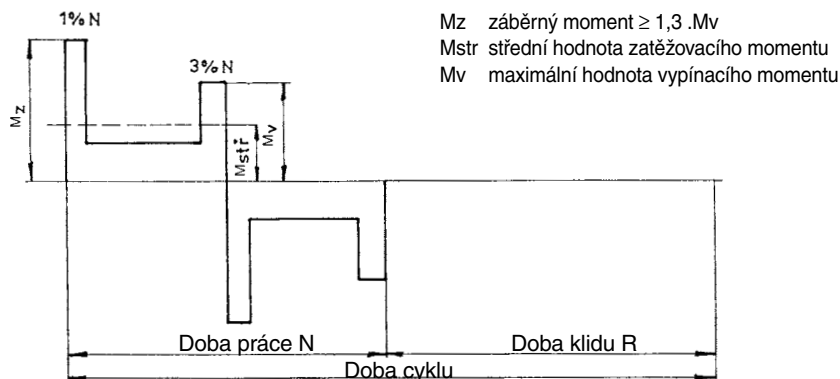 1% N
3% N
Mz
Mstř
Mv
Mz záběrný moment ≥ 1,3 .Mv
Mstr střední hodnota zatěžovacího momentu
Mv maximální hodnota vypínacího momentu
Doba práce N
Doba klidu R
Doba cyklu